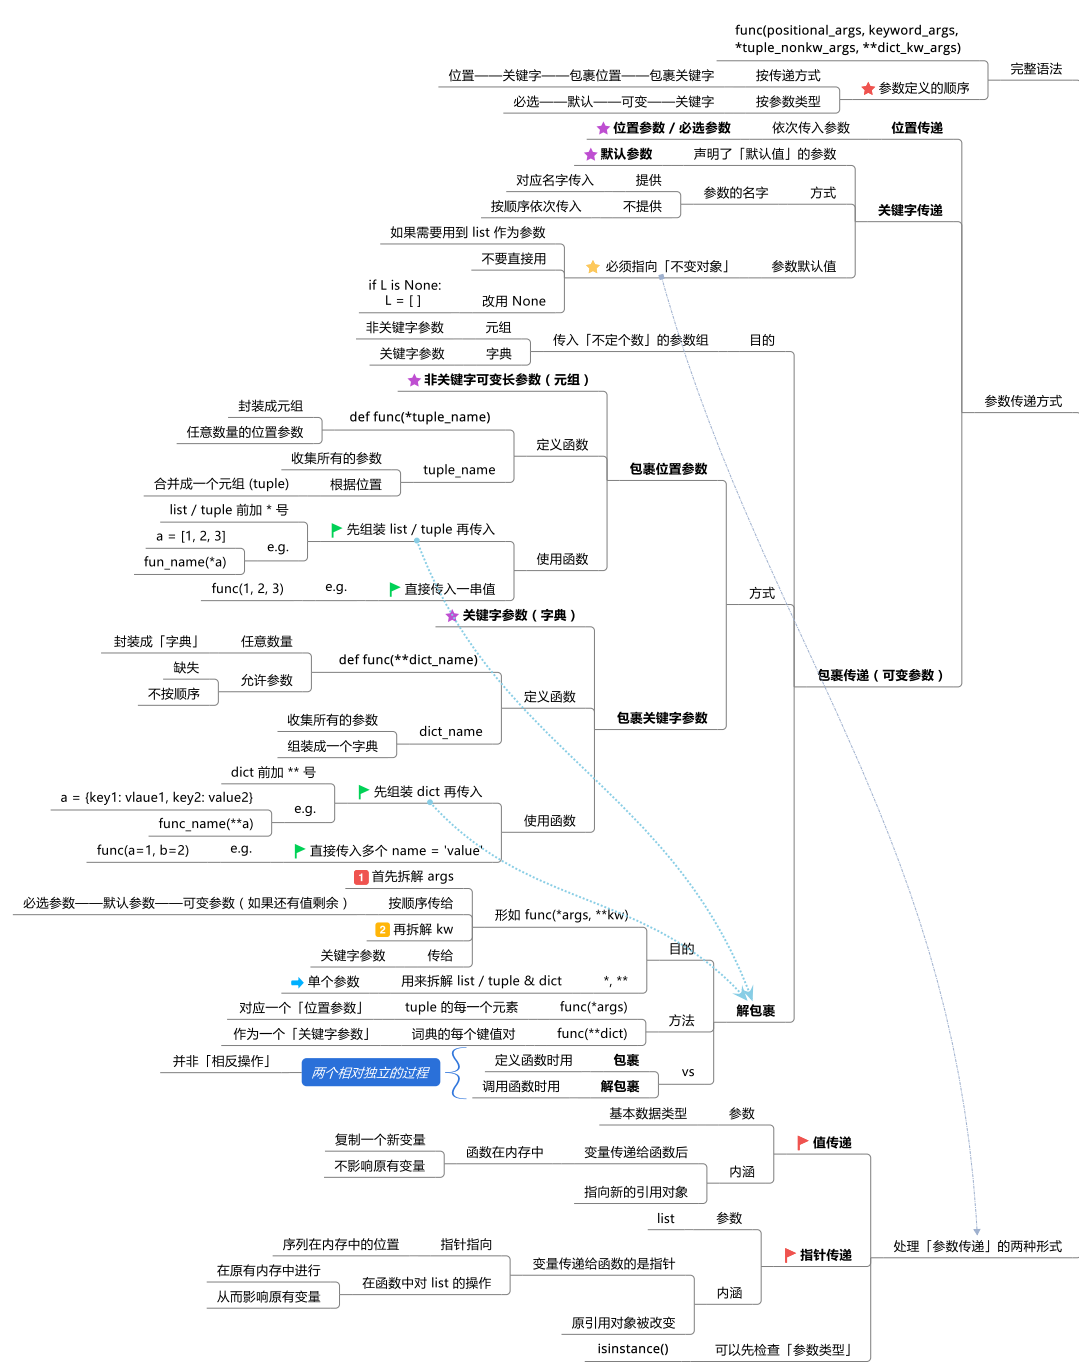 func(positional_args, keyword_args,
*tuple_nonkw_args, **dict_kw_args)
完整语法
位置——关键字——包裹位置——包裹关键字 按传递方式
参数定义的顺序
必选——默认——可变——关键字 按参数类型
位置参数 / 必选参数 依次传入参数 位置传递
默认参数 声明了「默认值」的参数
对应名字传入 提供
参数的名字 方式
按顺序依次传入 不提供
关键字传递
如果需要用到 list 作为参数
不要直接用
必须指向「不变对象」 参数默认值
if L is None:
L = [ ] 改用 None
非关键字参数 元组
传入「不定个数」的参数组 目的
关键字参数 字典
非关键字可变长参数 ( 元组 )
参数传递方式
封装成元组
def func(*tuple_name)
任意数量的位置参数
定义函数
收集所有的参数
tuple_name
包裹位置参数
合并成一个元组 (tuple) 根据位置
list / tuple 前加 * 号
先组装 list / tuple 再传入
a = [1, 2, 3]
e.g.
fun_name(*a)
使用函数
func(1, 2, 3) e.g. 直接传入一串值
方式
关键字参数 ( 字典 )
封装成「字典」 任意数量
def func(**dict_name)
缺失
允许参数
不按顺序
包裹传递 ( 可变参数 )
定义函数
收集所有的参数
包裹关键字参数
dict_name
组装成一个字典
dict 前加 ** 号
先组装 dict 再传入
a = {key1: vlaue1, key2: value2}
e.g.
func_name(**a)
使用函数
func(a=1, b=2) e.g. 直接传入多个 name = 'value'
1 首先拆解 args
必选参数——默认参数——可变参数 ( 如果还有值剩余 ) 按顺序传给
形如 func(*args, **kw)
2 再拆解 kw
目的
关键字参数 传给
单个参数 用来拆解 list / tuple & dict *, **
对应一个「位置参数」 tuple 的每一个元素 func(*args)
解包裹
方法
作为一个「关键字参数」 词典的每个键值对 func(**dict)
并非「相反操作」 两个相对独立的过程
定义函数时用 包裹
vs
调用函数时用 解包裹
基本数据类型 参数
复制一个新变量
值传递
函数在内存中 变量传递给函数后
不影响原有变量
内涵
指向新的引用对象
list 参数
序列在内存中的位置 指针指向
处理「参数传递」的两种形式
指针传递
变量传递给函数的是指针
在原有内存中进行
在函数中对 list 的操作
从而影响原有变量
内涵
原引用对象被改变
isinstance() 可以先检查「参数类型」